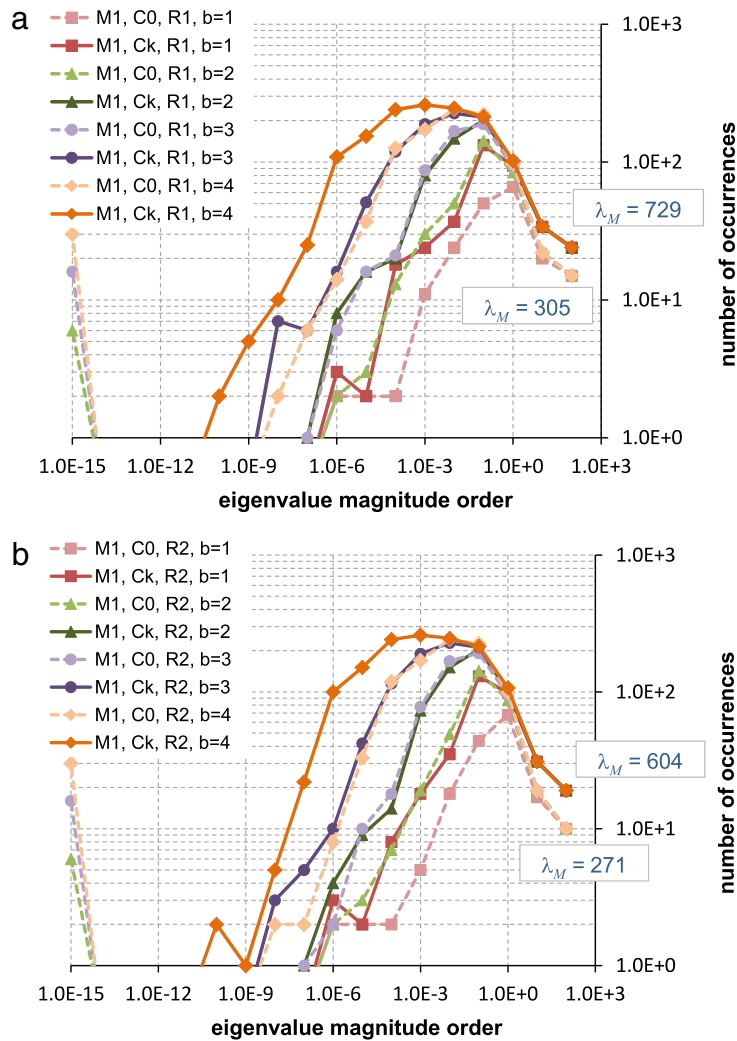 a
M1, C0, R1, b=1
M1, Ck, R1, b=1
M1, C0, R1, b=2
M1, Ck, R1, b=2
M1, C0, R1, b=3
M1, Ck, R1, b=3
M1, C0, R1, b=4
M1, Ck, R1, b=4
1.0E+3
1.0E+2
1.0E+1
1.0E+0
number of occurrences
λM = 729
λM = 305
1.0E-15 1.0E-12 1.0E-9 1.0E-6 1.0E-3 1.0E+0 1.0E+3
eigenvalue magnitude order
b
M1, C0, R2, b=1
M1, Ck, R2, b=1
M1, C0, R2, b=2
M1, Ck, R2, b=2
M1, C0, R2, b=3
M1, Ck, R2, b=3
M1, C0, R2, b=4
M1, Ck, R2, b=4
1.0E+3
1.0E+2
1.0E+1
1.0E+0
number of occurrences
λM = 604
λM = 271
1.0E-15 1.0E-12 1.0E-9 1.0E-6 1.0E-3 1.0E+0 1.0E+3
eigenvalue magnitude order